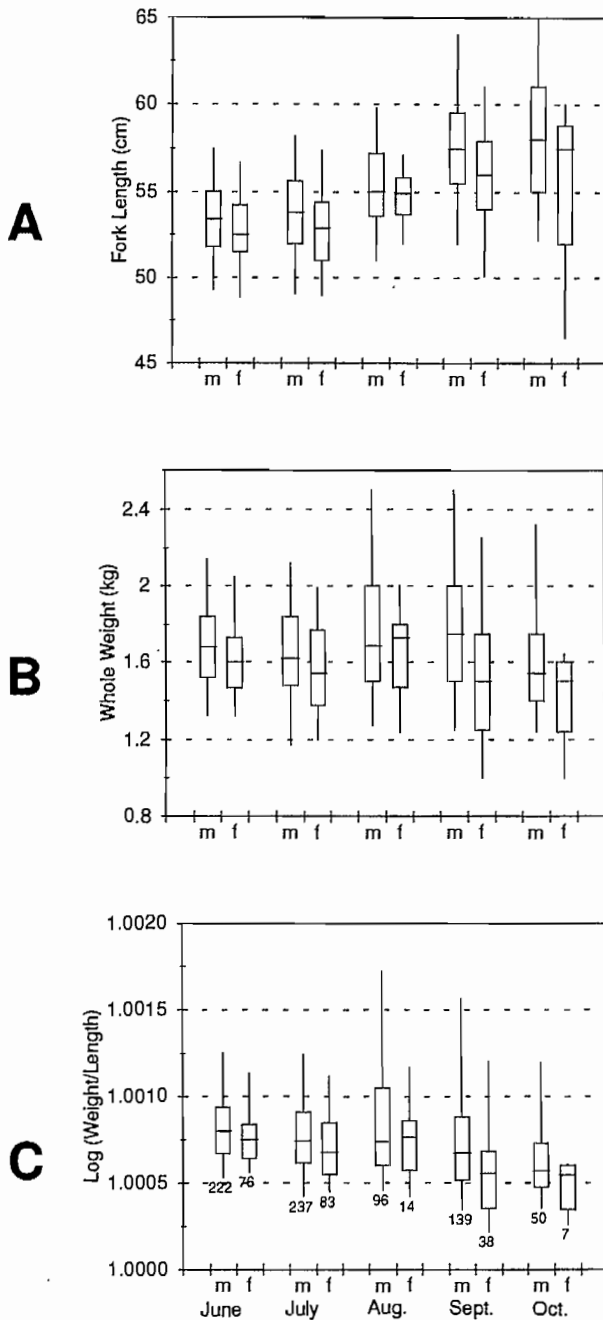 A
Fork Length (cm)
65
60
55
50
45
m f m f m f m f m f
B
Whole Weight (kg)
2.4
2
1.6
1.2
0.8
m f m f m f m f m f
C
Log (Weight/Length)
1.0020
1.0015
1.0010
1.0005
1.0000
222 76 237 83 96 14 139 38 50 7
m f m f m f m f m f
June July Aug. Sept. Oct.